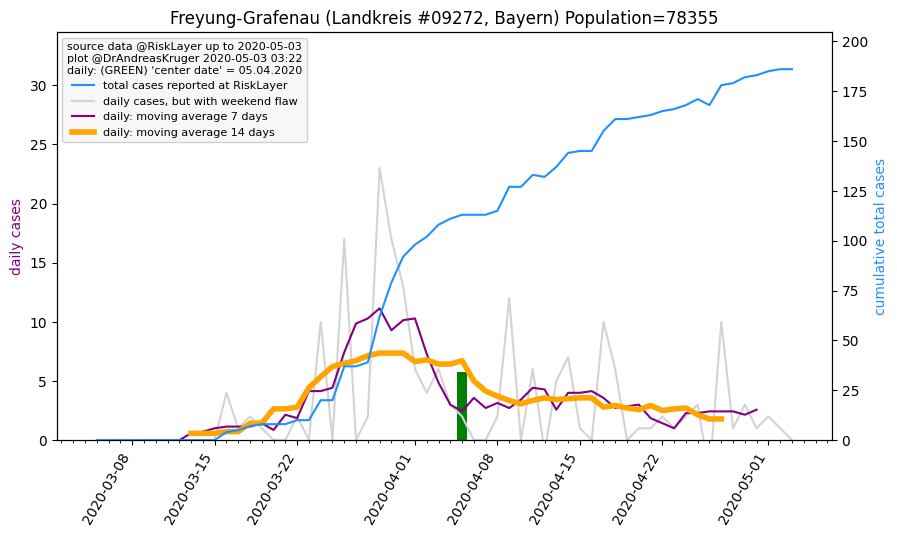 Freyung-Grafenau (Landkreis #09272, Bayern) Population=78355
source data @RiskLayer up to 2020-05-03
plot @DrAndreasKruger 2020-05-03 03:22
daily: (GREEN) 'center date' = 05.04.2020
total cases reported at RiskLayer
daily cases, but with weekend flaw
daily: moving average 7 days
daily: moving average 14 days
daily cases
30
25
20
15
10
5
0
200
175
150
125
100
75
50
25
0
cumulative total cases
2020-03-08
2020-03-15
2020-03-22
2020-04-01
2020-04-08
2020-04-15
2020-04-22
2020-05-01